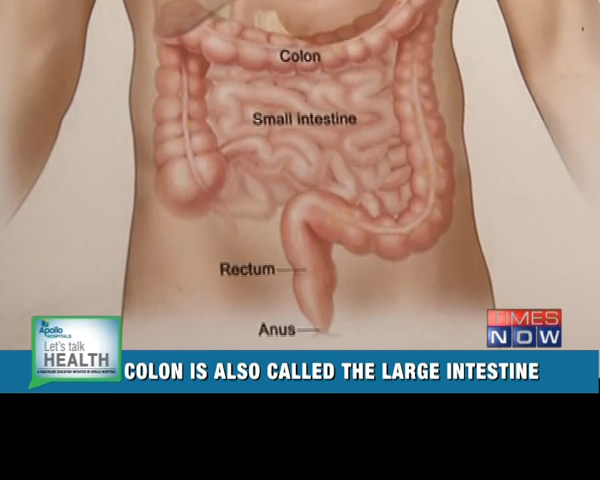 Colon
Small intestine
Rectum
Anus
Apollo
HOSPITALS
Let's talk
HEALTH
TIMES
NOW
COLON IS ALSO CALLED THE LARGE INTESTINE